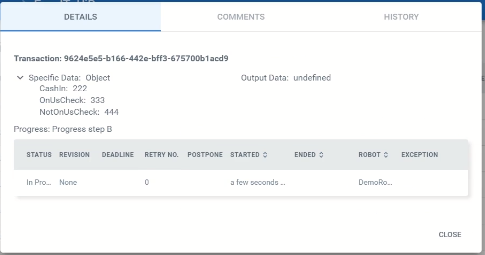 DETAILS COMMENTS HISTORY
Transaction: 9624e5e5-b166-442e-bff3-675700b1acd9
Specific Data: Object Output Data: undefined
CashIn: 222
OnUsCheck: 333
NotOnUsCheck: 444
Progress: Progress step B
STATUS REVISION DEADLINE RETRY NO. POSTPONE STARTED ENDED ROBOT EXCEPTION
In Pro... None 0 a few seconds ... DemoRo...
CLOSE